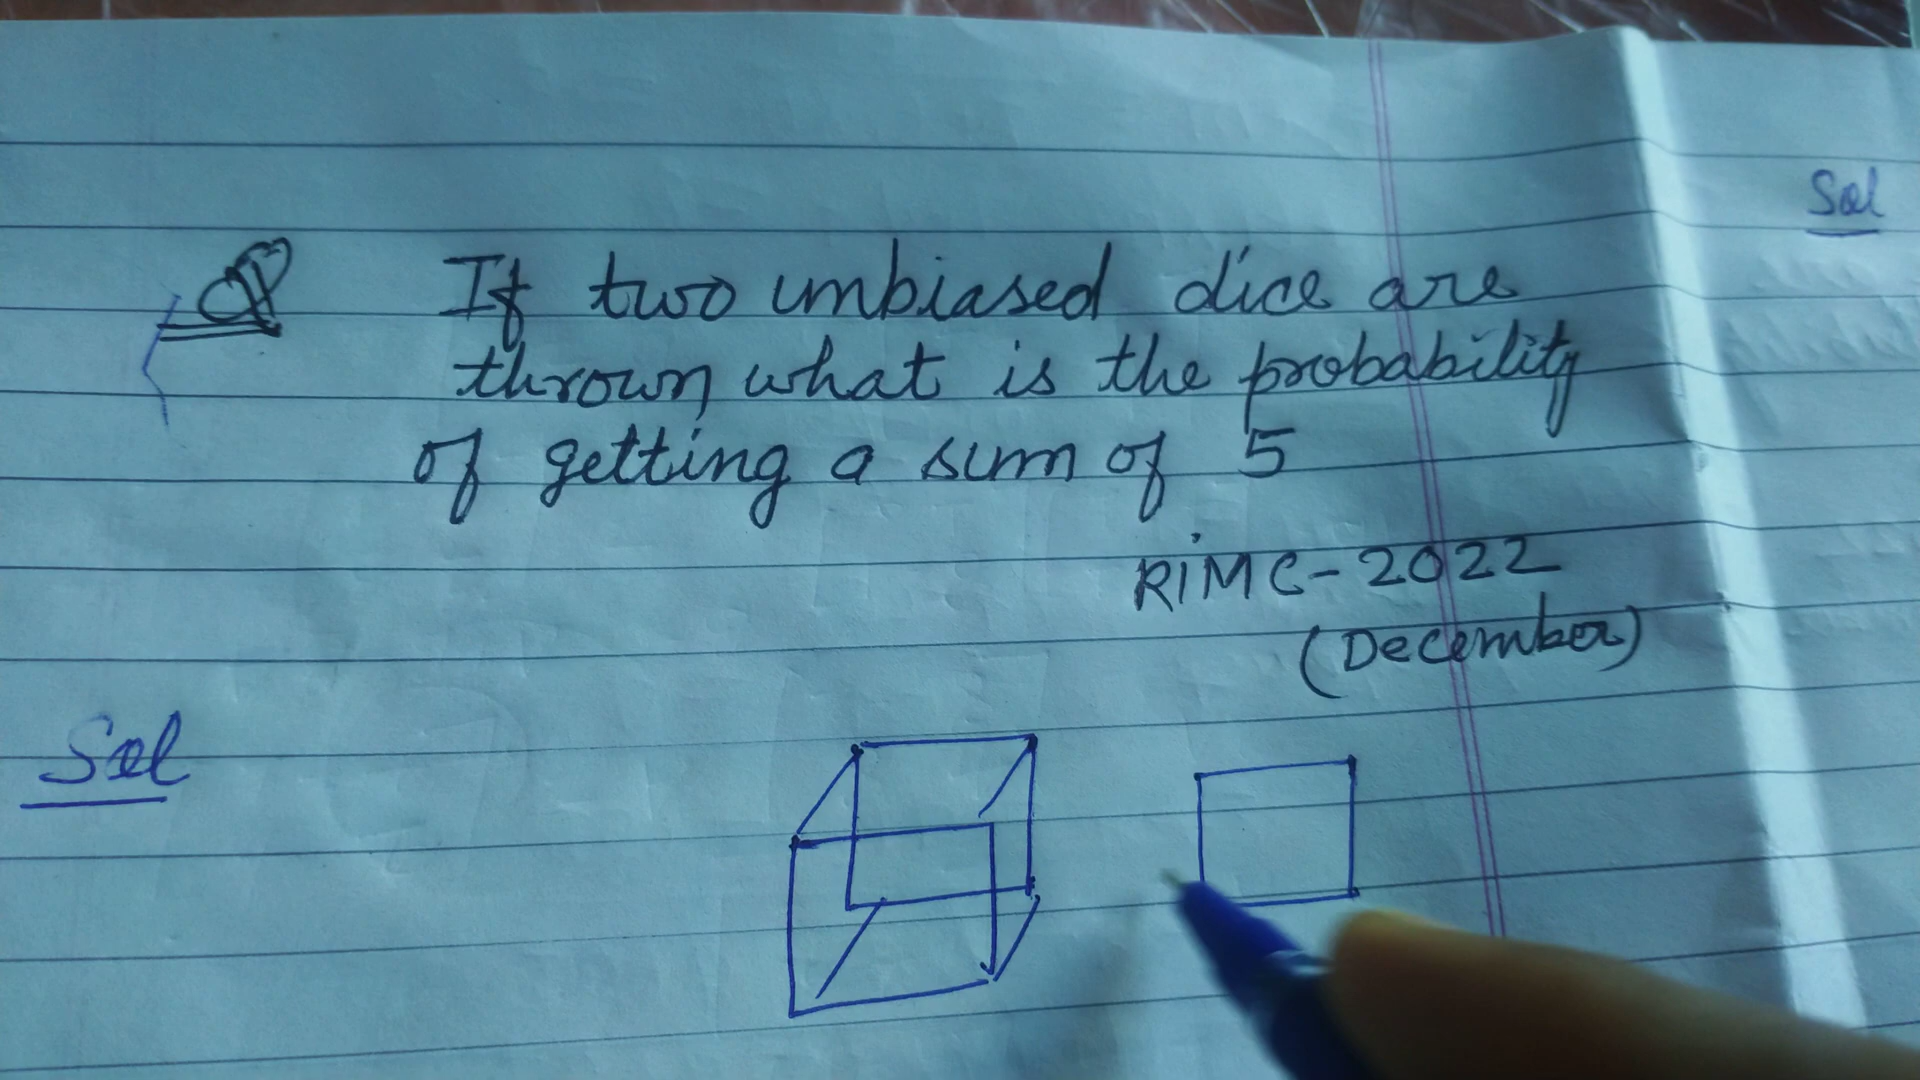 Q If two unbiased dice are
thrown what is the probability
of getting a sum of 5
RIMC-2022
(December)
Sol
Sol